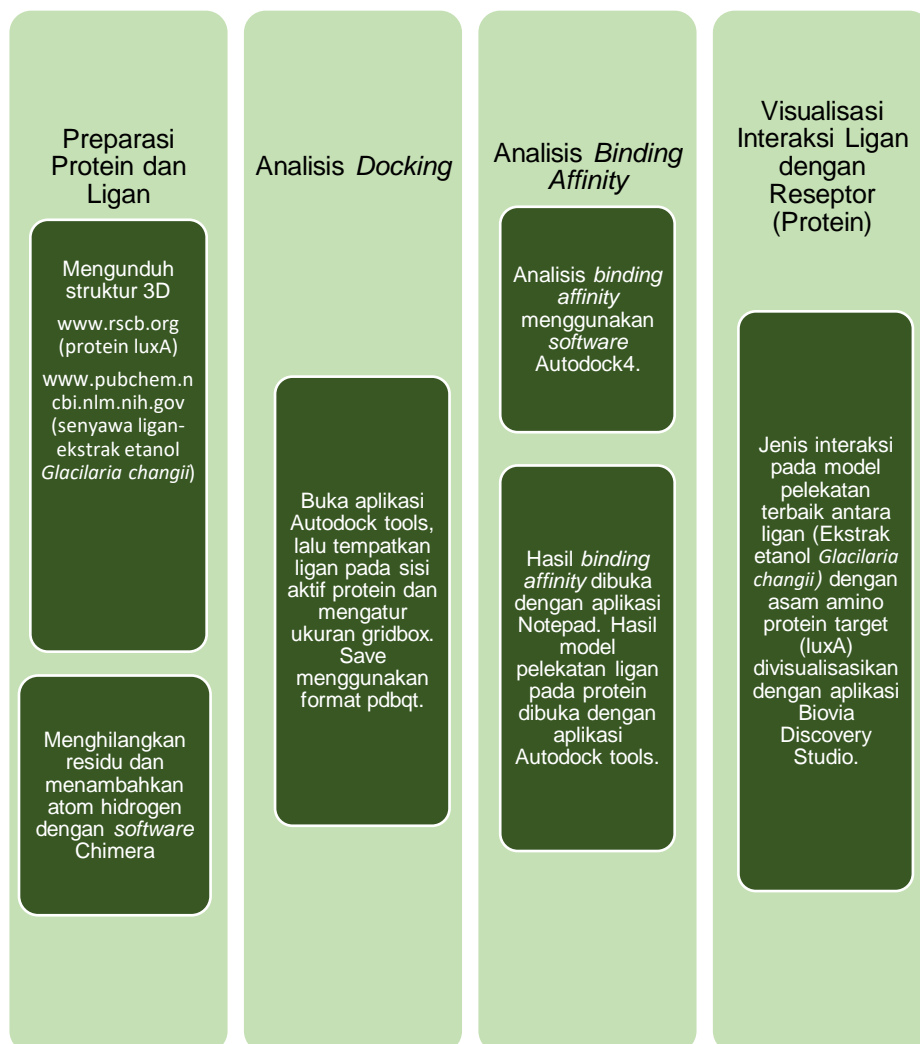 Preparasi
Protein dan
Ligan
Mengunduh
struktur 3D
www.rscb.org
(protein luxA)
www.pubchem.n
cbi.nlm.nih.gov
(senyawa ligan-
ekstrak etanol
Glacilaria changii)
Menghilangkan
residu dan
menambahkan
atom hidrogen
dengan software
Chimera
Analisis Docking
Buka aplikasi
Autodock tools,
lalu tempatkan
ligan pada sisi
aktif protein dan
mengatur
ukuran gridbox.
Save
menggunakan
format pdbqt.
Analisis Binding
Affinity
Analisis binding
affinity
menggunakan
software
Autodock4.
Hasil binding
affinity dibuka
dengan aplikasi
Notepad. Hasil
model
pelekatan ligan
pada protein
dibuka dengan
aplikasi
Autodock tools.
Visualisasi
Interaksi Ligan
dengan
Reseptor
(Protein)
Jenis interaksi
pada model
pelekatan
terbaik antara
ligan (Ekstrak
etanol Glacilaria
changii) dengan
asam amino
protein target
(luxA)
divisualisasikan
dengan aplikasi
Biovia
Discovery
Studio.